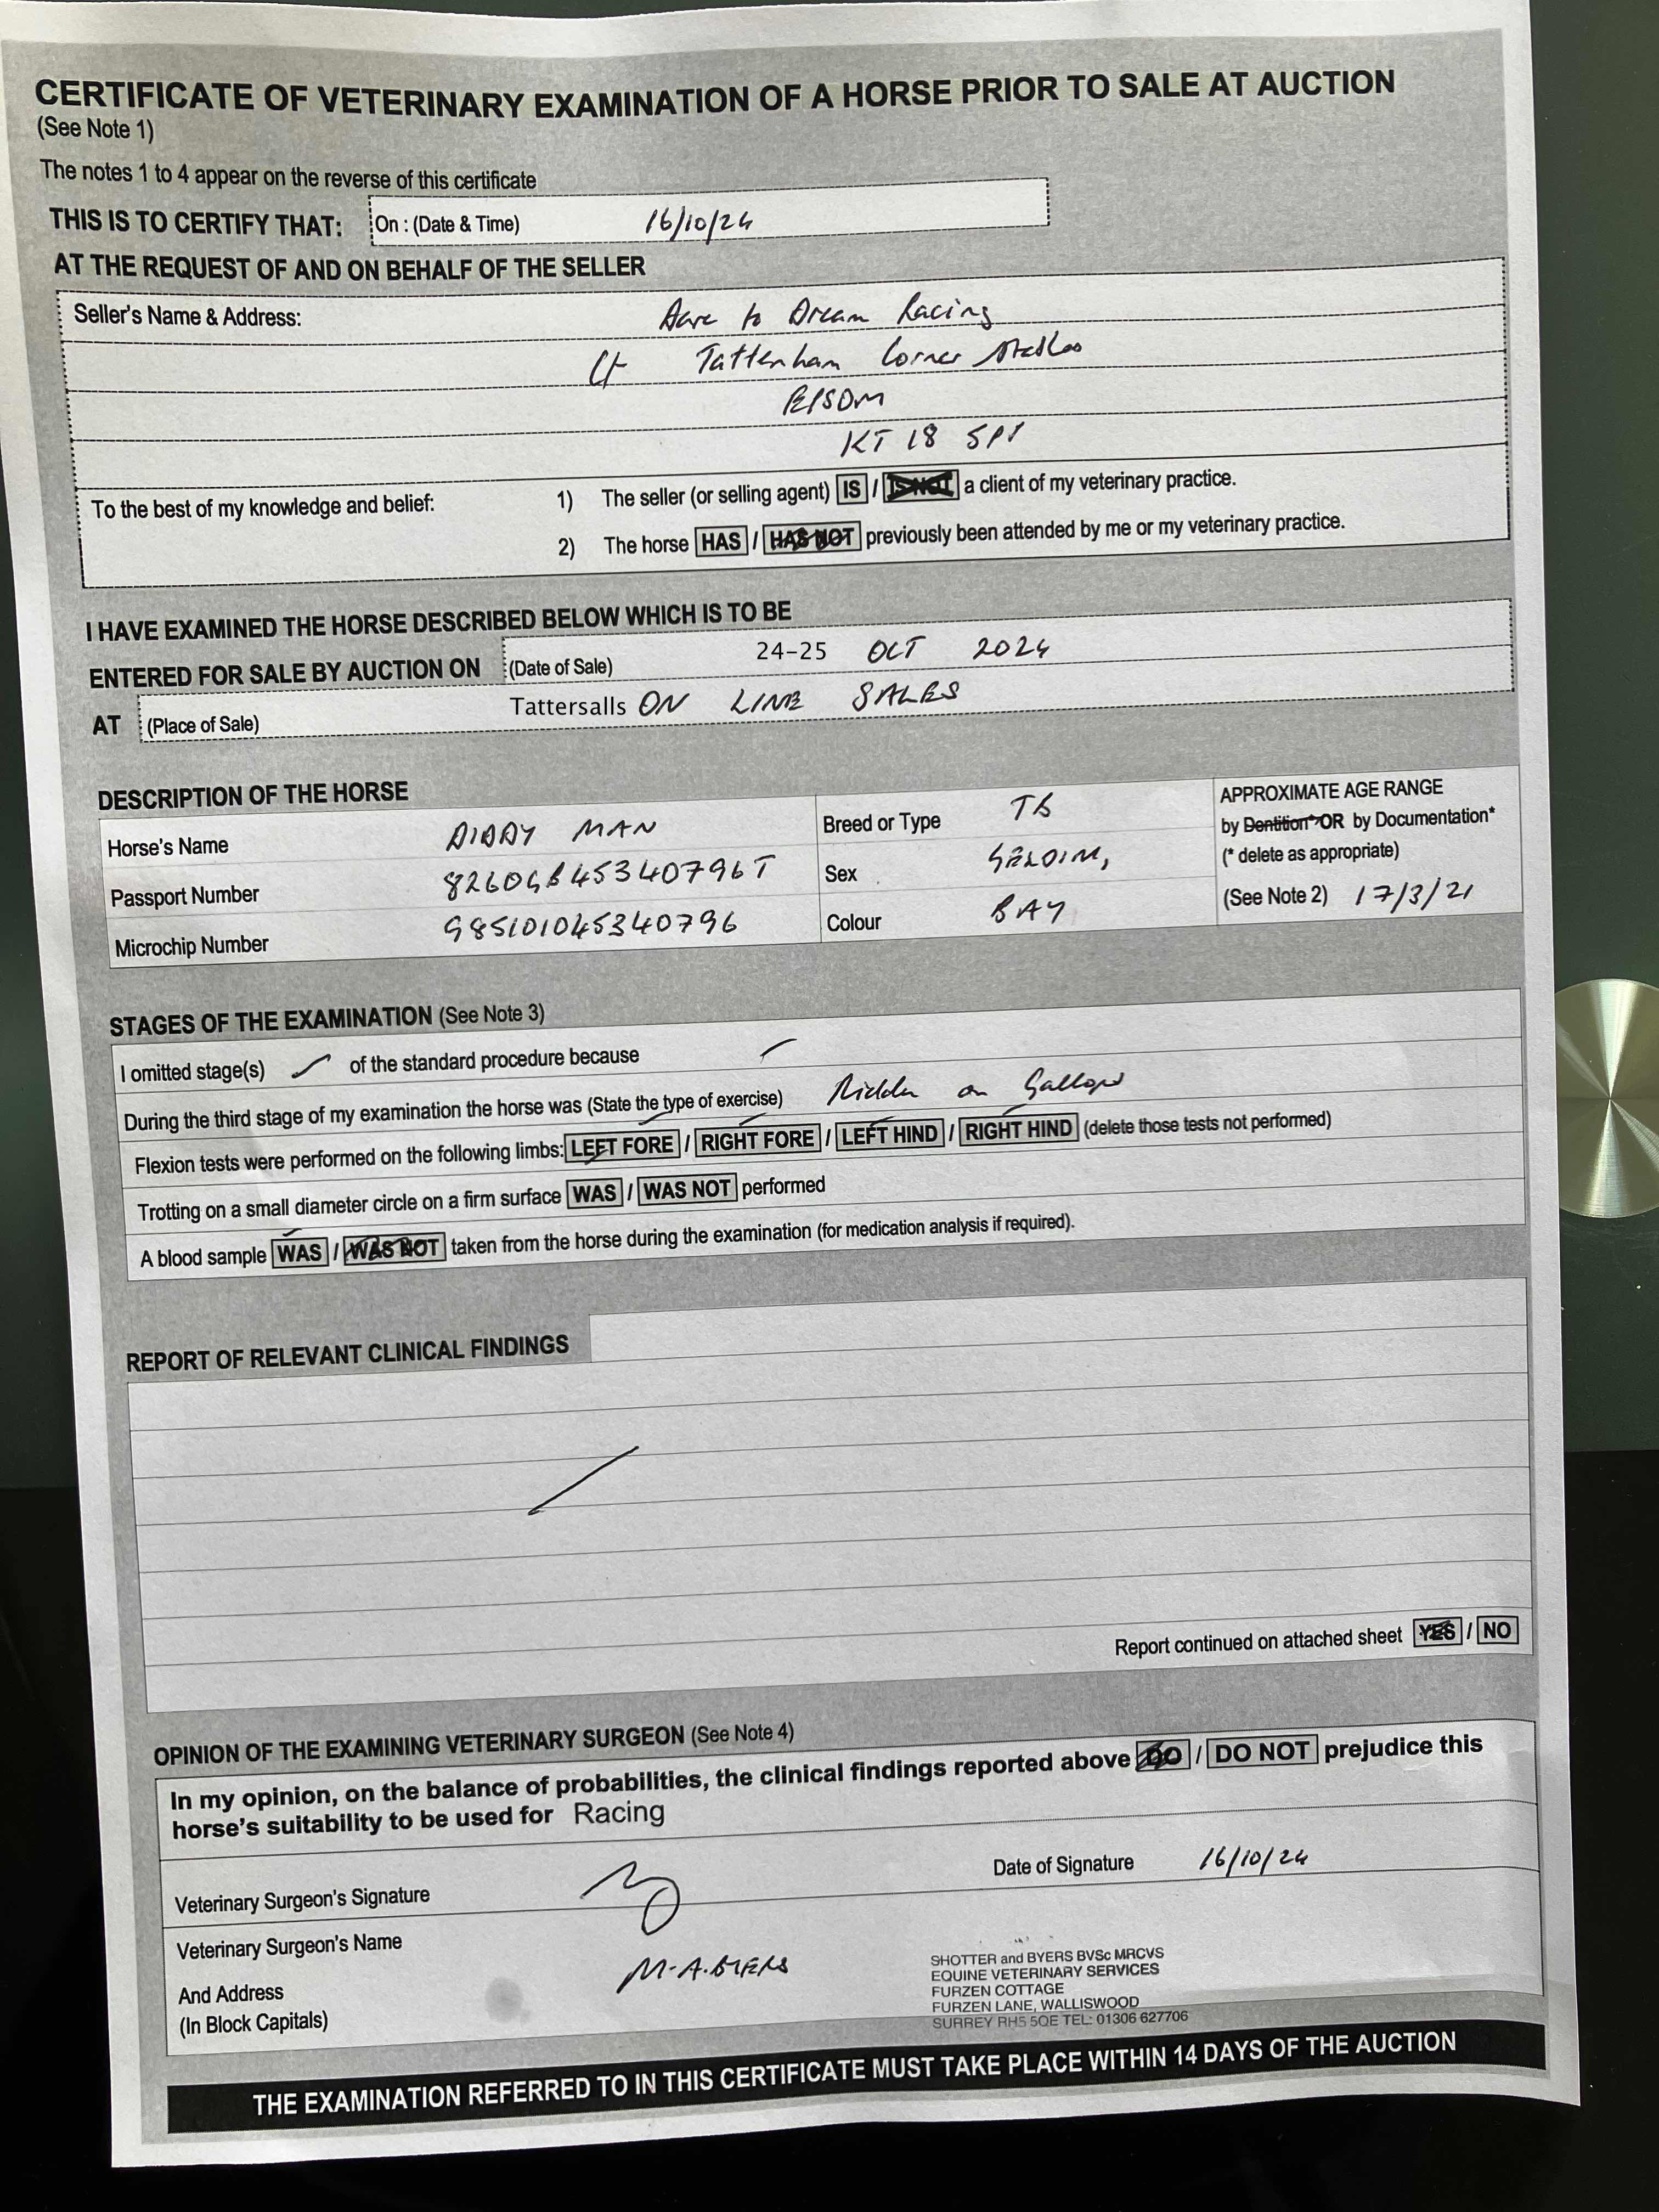 CERTIFICATE OF VETERINARY EXAMINATION OF A HORSE PRIOR TO SALE AT AUCTION
(See Note 1)
The notes 1 to 4 appear on the reverse of this certificate
THIS IS TO CERTIFY THAT: On : (Date & Time) 16/10/24
AT THE REQUEST OF AND ON BEHALF OF THE SELLER
Seller's Name & Address: Dare to Dream Racing
Tattenham Corner Stables
EPSOM
KT 18 5PY
To the best of my knowledge and belief: 1) The seller (or selling agent) IS / IS NOT a client of my veterinary practice.
2) The horse HAS / HAS NOT previously been attended by me or my veterinary practice.
I HAVE EXAMINED THE HORSE DESCRIBED BELOW WHICH IS TO BE
ENTERED FOR SALE BY AUCTION ON (Date of Sale) 24-25 OCT 2024
AT (Place of Sale) Tattersalls ON LINE SALES
DESCRIPTION OF THE HORSE
Horse's Name DIDDY MAN
Passport Number 826GB45340796T
Microchip Number 985101045340796
Breed or Type TB
Sex GELDING
Colour BAY
APPROXIMATE AGE RANGE
by Dentition* OR by Documentation*
(* delete as appropriate)
(See Note 2) 17/3/21
STAGES OF THE EXAMINATION (See Note 3)
I omitted stage(s) of the standard procedure because
During the third stage of my examination the horse was (State the type of exercise) Ridden on Gallops
Flexion tests were performed on the following limbs: LEFT FORE / RIGHT FORE / LEFT HIND / RIGHT HIND (delete those tests not performed)
Trotting on a small diameter circle on a firm surface WAS / WAS NOT performed
A blood sample WAS / WAS NOT taken from the horse during the examination (for medication analysis if required).
REPORT OF RELEVANT CLINICAL FINDINGS
Report continued on attached sheet YES / NO
OPINION OF THE EXAMINING VETERINARY SURGEON (See Note 4)
In my opinion, on the balance of probabilities, the clinical findings reported above DO / DO NOT prejudice this
horse's suitability to be used for Racing
Veterinary Surgeon's Signature
Date of Signature 16/10/24
Veterinary Surgeon's Name
And Address
(In Block Capitals)
M.A.BYERS
SHOTTER and BYERS BVSc MRCVS
EQUINE VETERINARY SERVICES
FURZEN COTTAGE
FURZEN LANE, WALLISWOOD
SURREY RH5 5QE TEL: 01306 627706
THE EXAMINATION REFERRED TO IN THIS CERTIFICATE MUST TAKE PLACE WITHIN 14 DAYS OF THE AUCTION